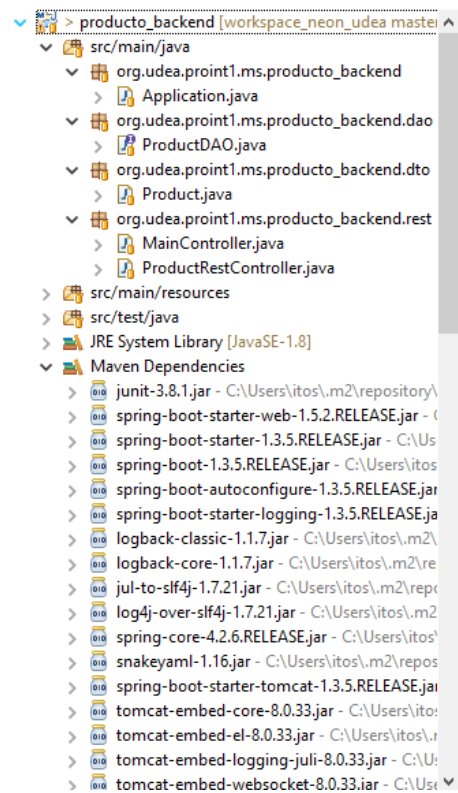 > producto_backend [workspace_neon_udea master
src/main/java
org.udea.proint1.ms.producto_backend
Application.java
org.udea.proint1.ms.producto_backend.dao
ProductDAO.java
org.udea.proint1.ms.producto_backend.dto
Product.java
org.udea.proint1.ms.producto_backend.rest
MainController.java
ProductRestController.java
src/main/resources
src/test/java
JRE System Library [JavaSE-1.8]
Maven Dependencies
junit-3.8.1.jar - C:\Users\itos\.m2\repository\
spring-boot-starter-web-1.5.2.RELEASE.jar - 
spring-boot-starter-1.3.5.RELEASE.jar - C:\Us
spring-boot-1.3.5.RELEASE.jar - C:\Users\itos
spring-boot-autoconfigure-1.3.5.RELEASE.jar
spring-boot-starter-logging-1.3.5.RELEASE.ja
logback-classic-1.1.7.jar - C:\Users\itos\.m2\
logback-core-1.1.7.jar - C:\Users\itos\.m2\re
jul-to-slf4j-1.7.21.jar - C:\Users\itos\.m2\repo
log4j-over-slf4j-1.7.21.jar - C:\Users\itos\.m2
spring-core-4.2.6.RELEASE.jar - C:\Users\itos\
snakeyaml-1.16.jar - C:\Users\itos\.m2\repos
spring-boot-starter-tomcat-1.3.5.RELEASE.jar
tomcat-embed-core-8.0.33.jar - C:\Users\itos
tomcat-embed-el-8.0.33.jar - C:\Users\itos\.
tomcat-embed-logging-juli-8.0.33.jar - C:\Us
tomcat-embed-websocket-8.0.33.jar - C:\Use